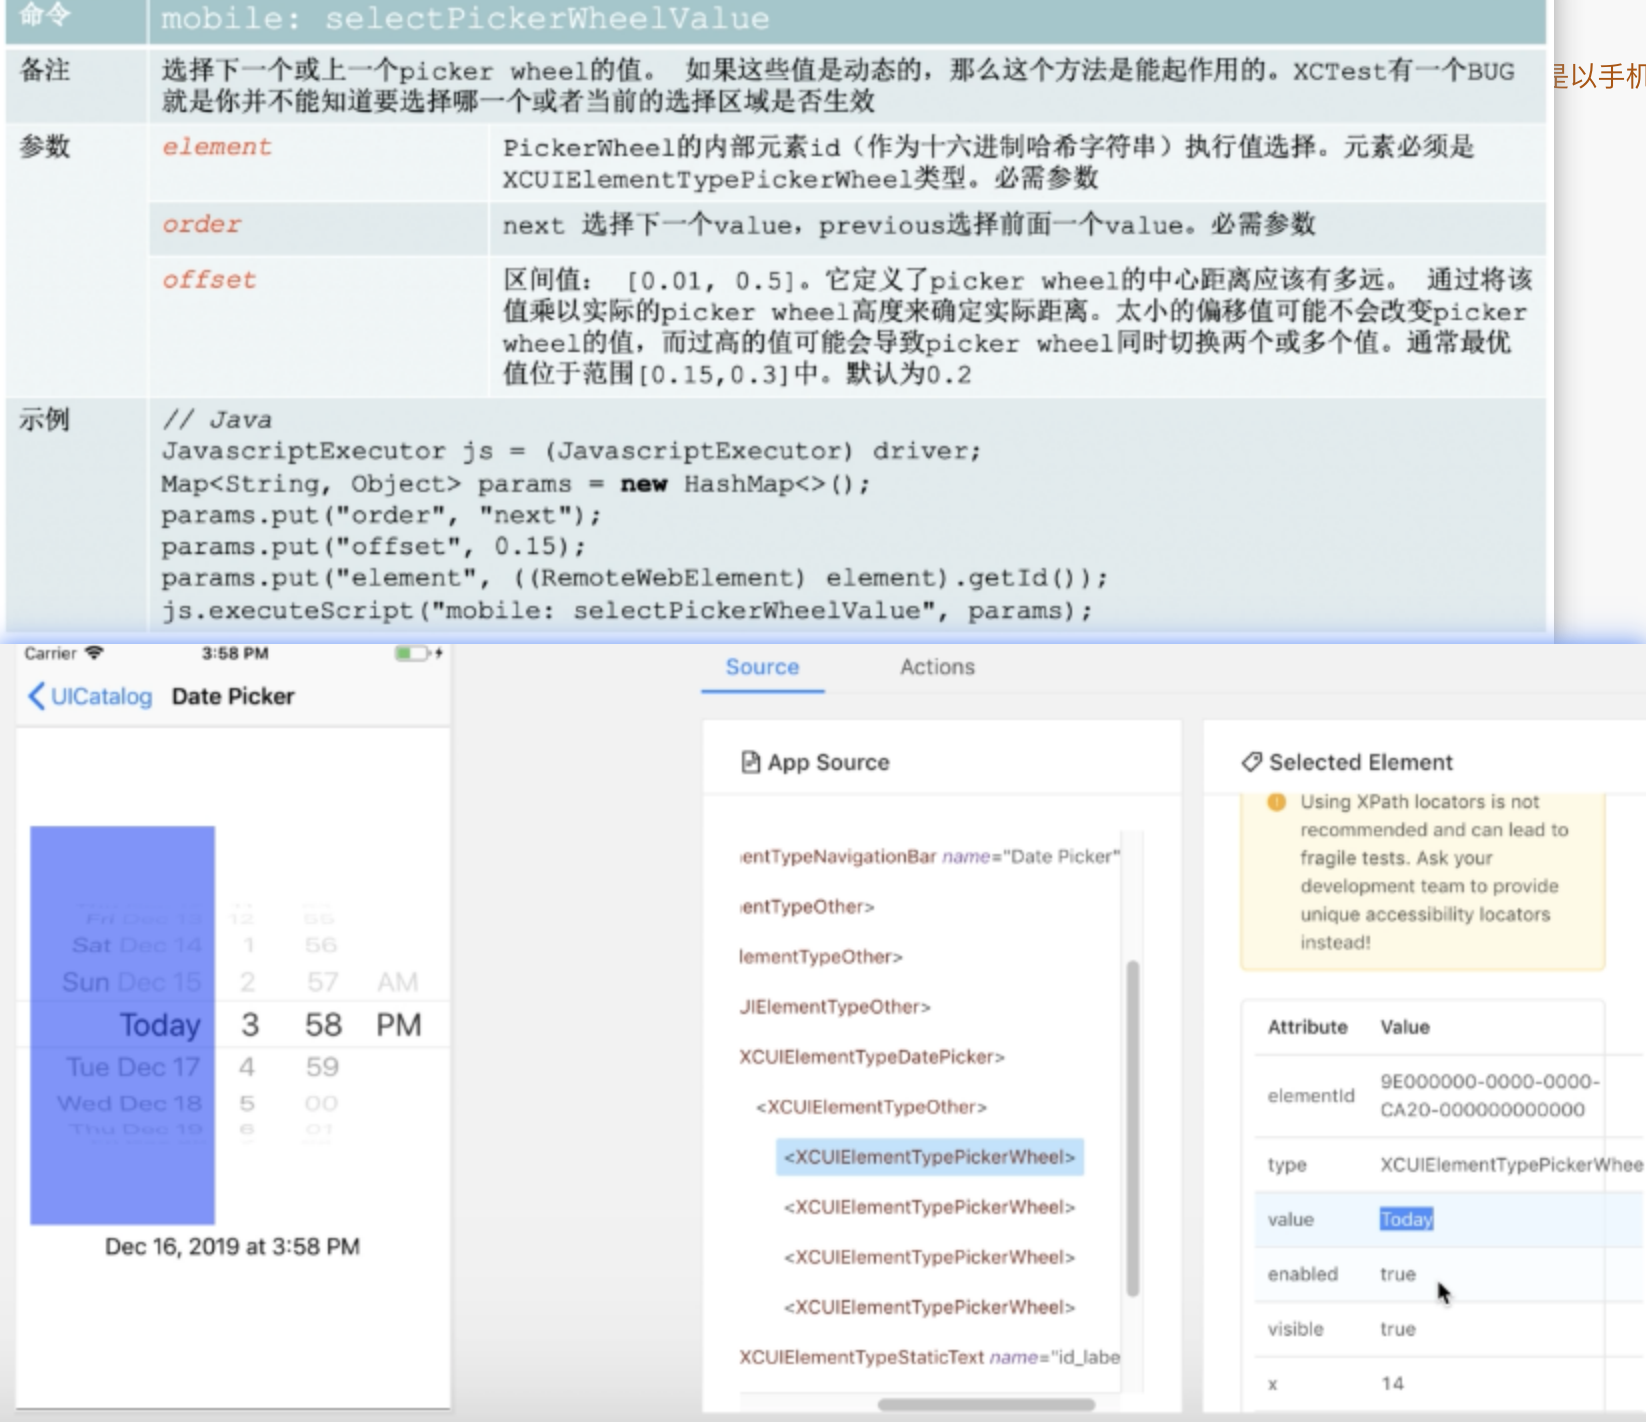 命令
mobile: selectPickerWheelValue
备注
选择下一个或上一个picker wheel的值。 如果这些值是动态的，那么这个方法是能起作用的。XCTest有一个BUG
就是你并不能知道要选择哪一个或者当前的选择区域是否生效
是以手机
参数
element
PickerWheel的内部元素id（作为十六进制哈希字符串）执行值选择。元素必须是
XCUIElementTypePickerWheel类型。必需参数
order
next 选择下一个value，previous选择前面一个value。必需参数
offset
区间值： [0.01, 0.5]。它定义了picker wheel的中心距离应该有多远。 通过将该
值乘以实际的picker wheel高度来确定实际距离。太小的偏移值可能不会改变picker
wheel的值，而过高的值可能会导致picker wheel同时切换两个或多个值。通常最优
值位于范围[0.15,0.3]中。默认为0.2
示例
// Java
JavascriptExecutor js = (JavascriptExecutor) driver;
Map<String, Object> params = new HashMap<>();
params.put("order", "next");
params.put("offset", 0.15);
params.put("element", ((RemoteWebElement) element).getId());
js.executeScript("mobile: selectPickerWheelValue", params);
Carrier 3:58 PM
UICatalog Date Picker
Fri Dec 13 12 55
Sat Dec 14 1 56
Sun Dec 15 2 57 AM
Today 3 58 PM
Tue Dec 17 4 59
Wed Dec 18 5 00
Thu Dec 19 6 01
Dec 16, 2019 at 3:58 PM
Source Actions
App Source
entTypeNavigationBar name="Date Picker"
entTypeOther>
lementTypeOther>
UIElementTypeOther>
XCUIElementTypeDatePicker>
<XCUIElementTypeOther>
<XCUIElementTypePickerWheel>
<XCUIElementTypePickerWheel>
<XCUIElementTypePickerWheel>
<XCUIElementTypePickerWheel>
XCUIElementTypeStaticText name="id_labe
Selected Element
Using XPath locators is not
recommended and can lead to
fragile tests. Ask your
development team to provide
unique accessibility locators
instead!
Attribute Value
elementId 9E000000-0000-0000-
CA20-000000000000
type XCUIElementTypePickerWhee
value Today
enabled true
visible true
x 14